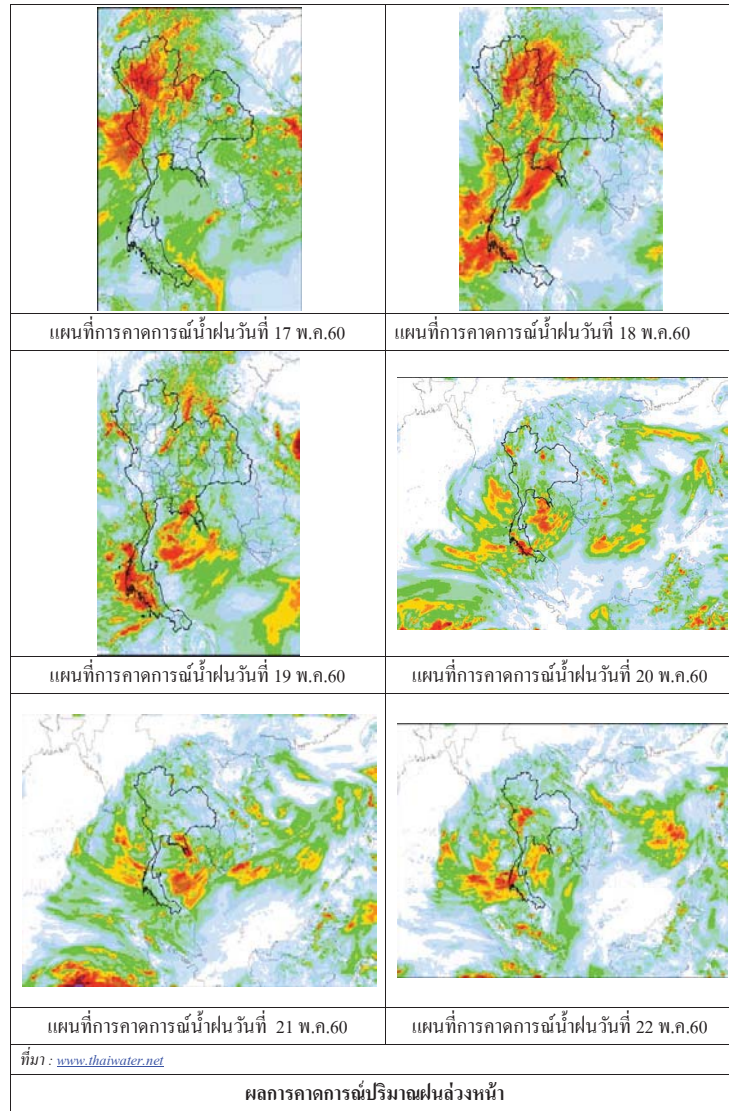 แผนที่การคาดการณ์น้ำฝนวันที่ 17 พ.ค.60
แผนที่การคาดการณ์น้ำฝนวันที่ 18 พ.ค.60
แผนที่การคาดการณ์น้ำฝนวันที่ 19 พ.ค.60
แผนที่การคาดการณ์น้ำฝนวันที่ 20 พ.ค.60
แผนที่การคาดการณ์น้ำฝนวันที่ 21 พ.ค.60
แผนที่การคาดการณ์น้ำฝนวันที่ 22 พ.ค.60
ที่มา : www.thaiwater.net
ผลการคาดการณ์ปริมาณฝนล่วงหน้า